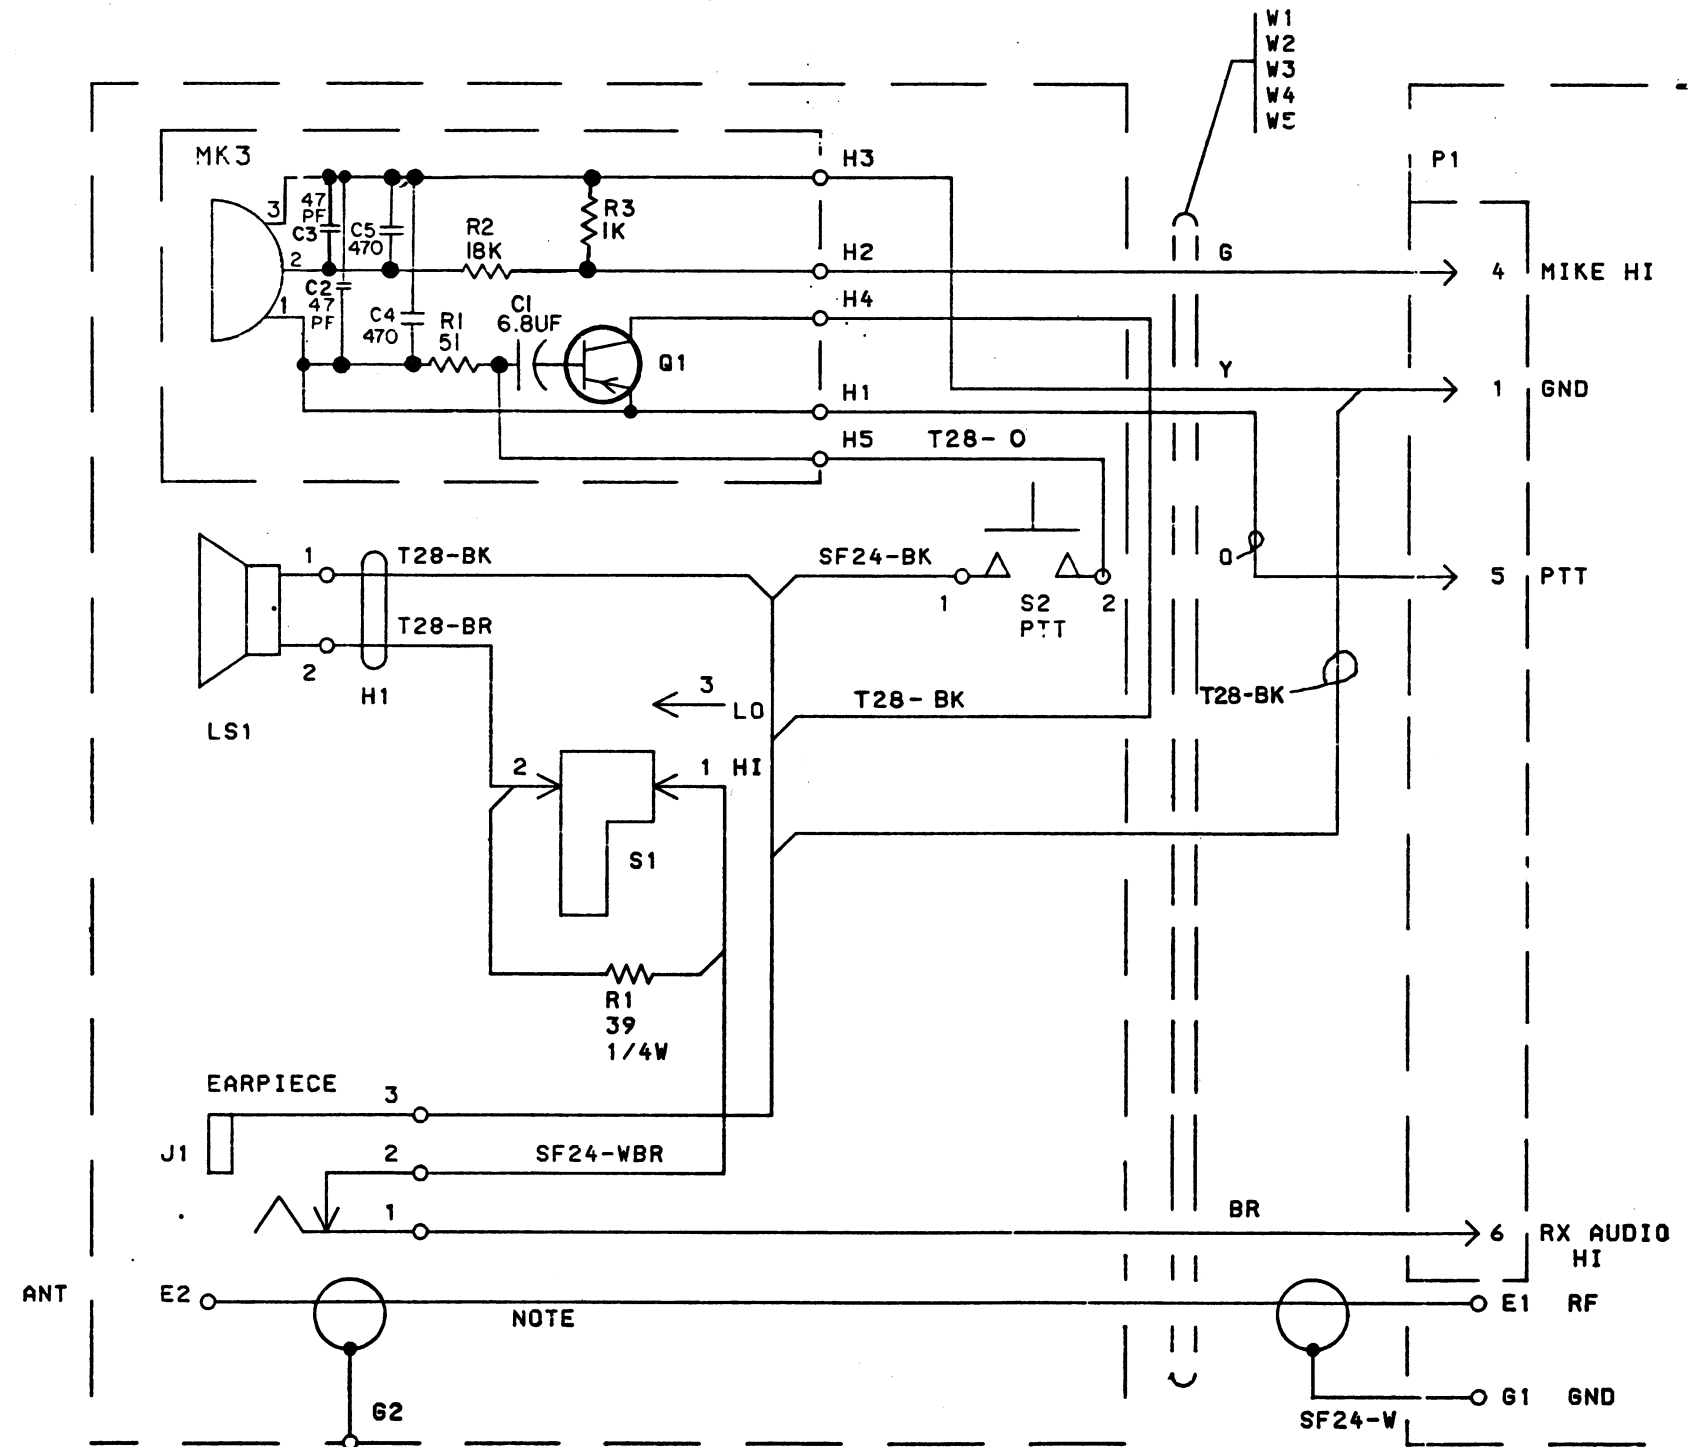 W1
W2
W3
W4
W5
MK3
H3
P1
3
47
PF
C3
C5
470
R2
18K
R3
1K
2
H2
G
4
MIKE HI
C2
47
PF
1
C4
470
R1
51
C1
6.8UF
H4
Q1
Y
H1
1
GND
H5
T28- O
1
T28-BK
SF24-BK
1
S2
PTT
2
O
5
PTT
T28-BR
2
H1
LS1
3
LO
T28- BK
T28-BK
2
1
HI
S1
R1
39
1/4W
EARPIECE
3
J1
2
SF24-WBR
1
BR
6
RX AUDIO
HI
ANT
E2
NOTE
E1
RF
G2
SF24-W
G1
GND